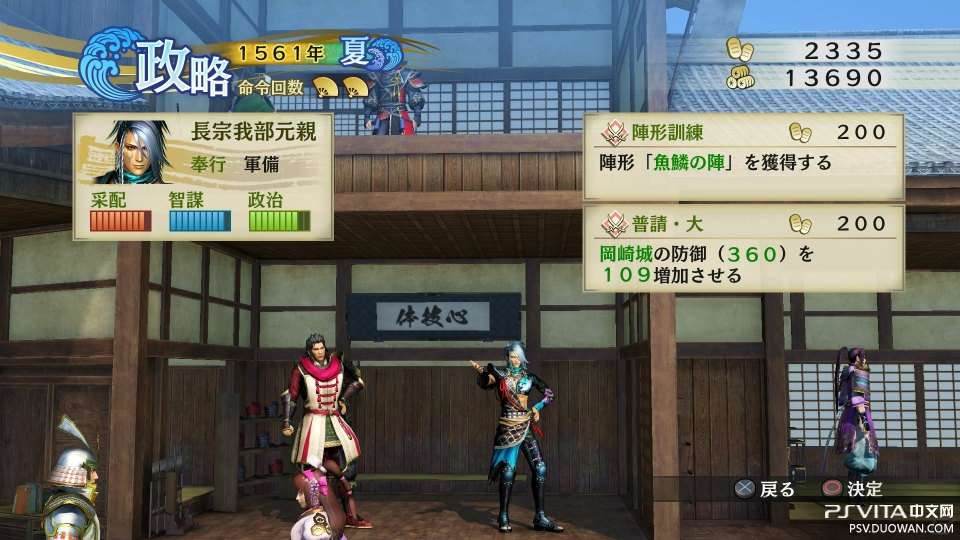 政略
1561年 夏
命令回数
2335
13690
長宗我部元親
奉行 軍備
采配 智謀 政治
陣形訓練 200
陣形「魚鱗の陣」を獲得する
普請・大 200
岡崎城の防御（360）を
109増加させる
体技心
戻る 決定
PSVITA中文网
PSV.DUOWAN.COM